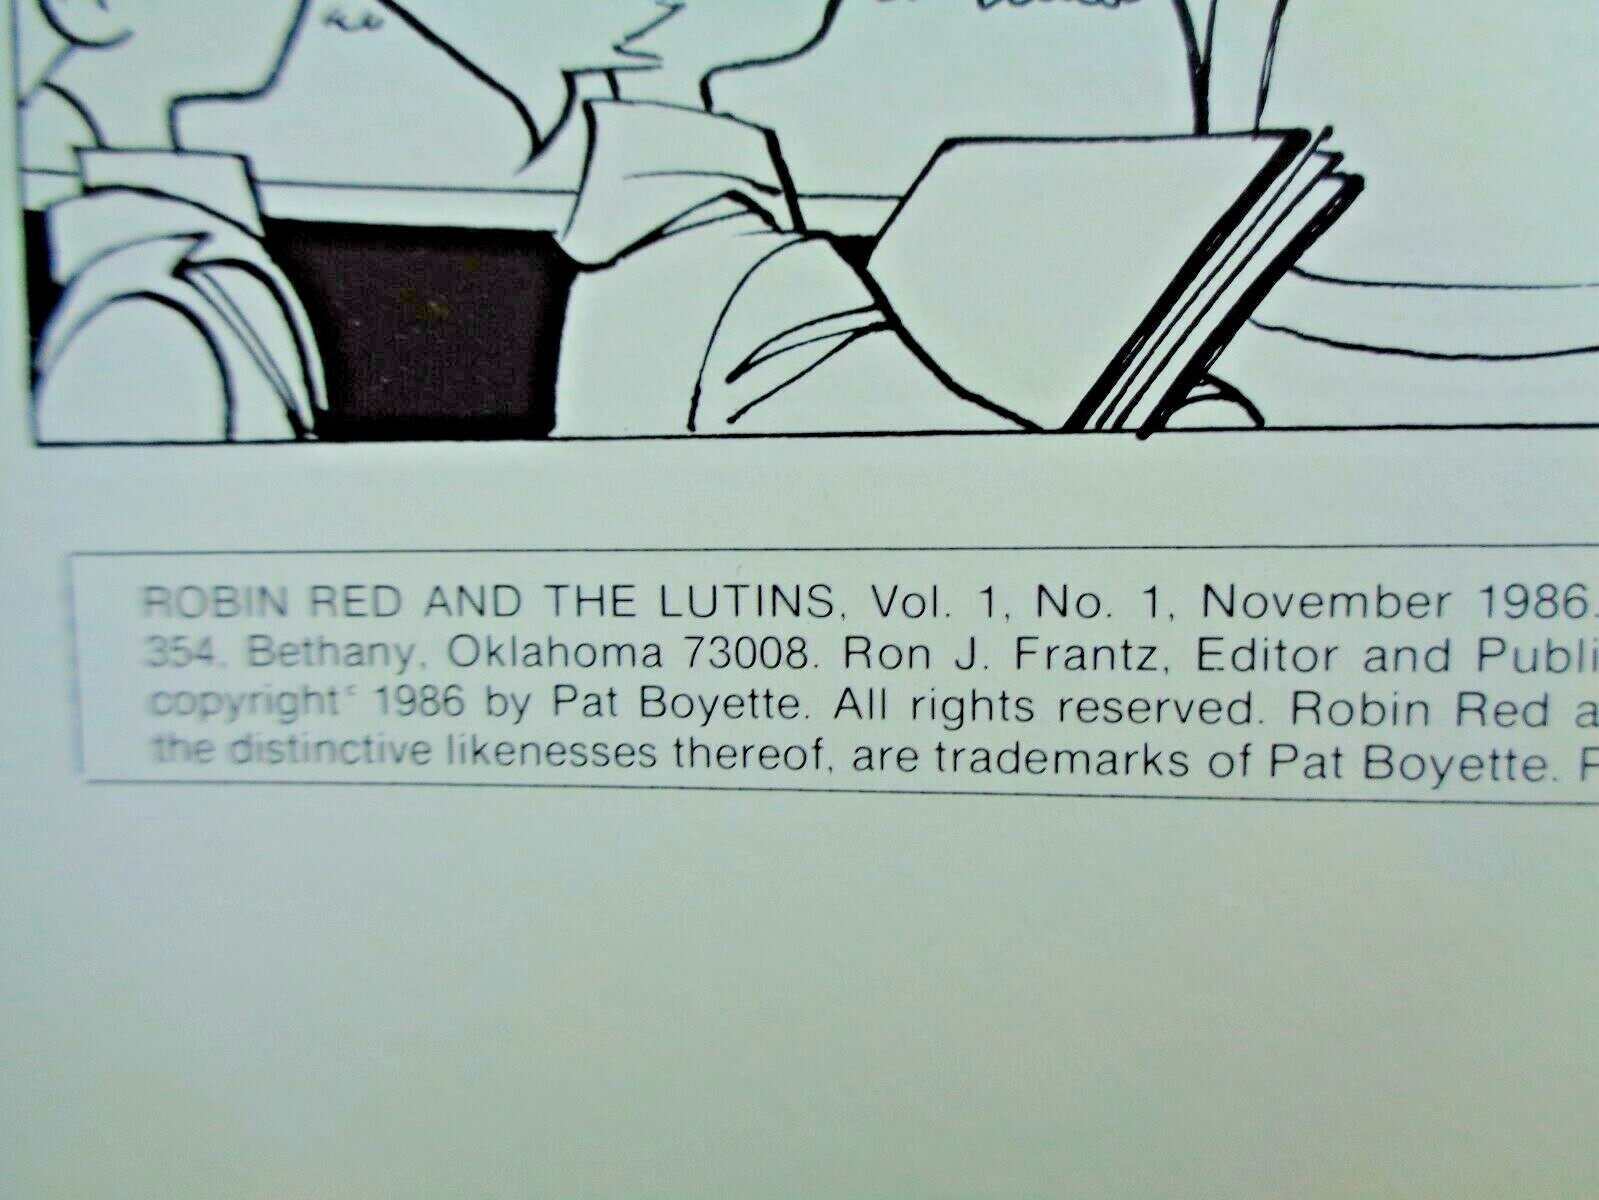 ROBIN RED AND THE LUTINS, Vol. 1, No. 1, November 1986.
354, Bethany, Oklahoma 73008. Ron J. Frantz, Editor and Publi
copyright © 1986 by Pat Boyette. All rights reserved. Robin Red a
the distinctive likenesses thereof, are trademarks of Pat Boyette. P